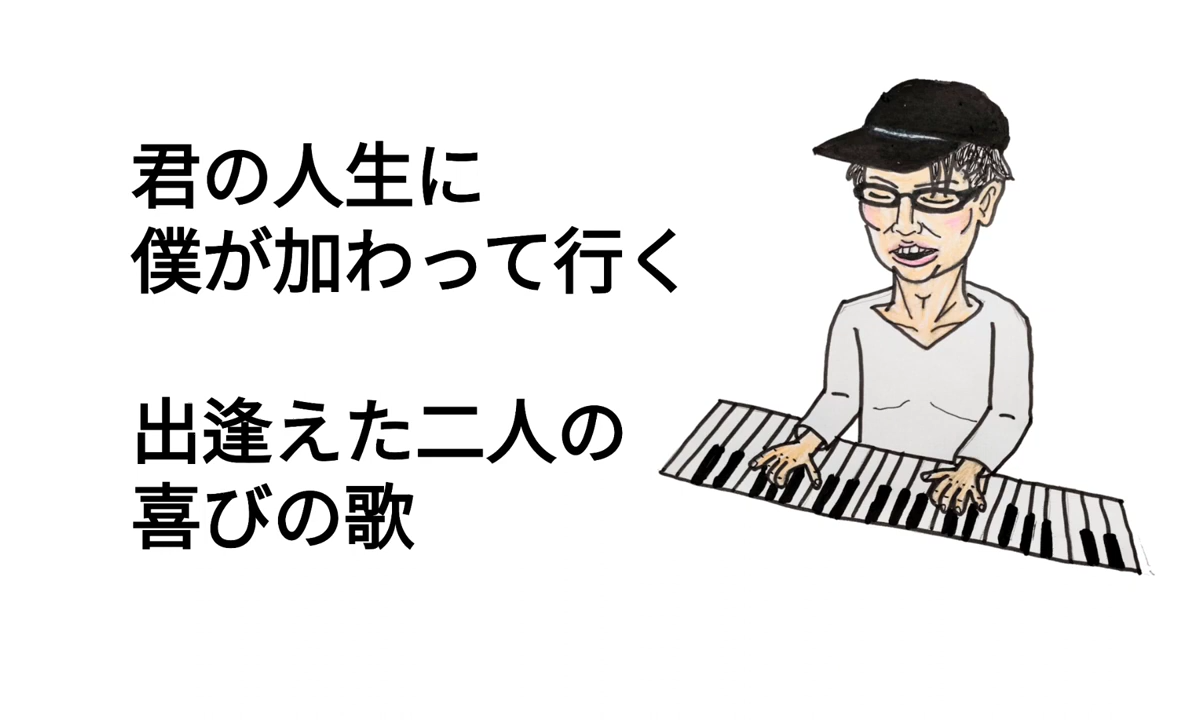 君の人生に
僕が加わって行く
出逢えた二人の
喜びの歌